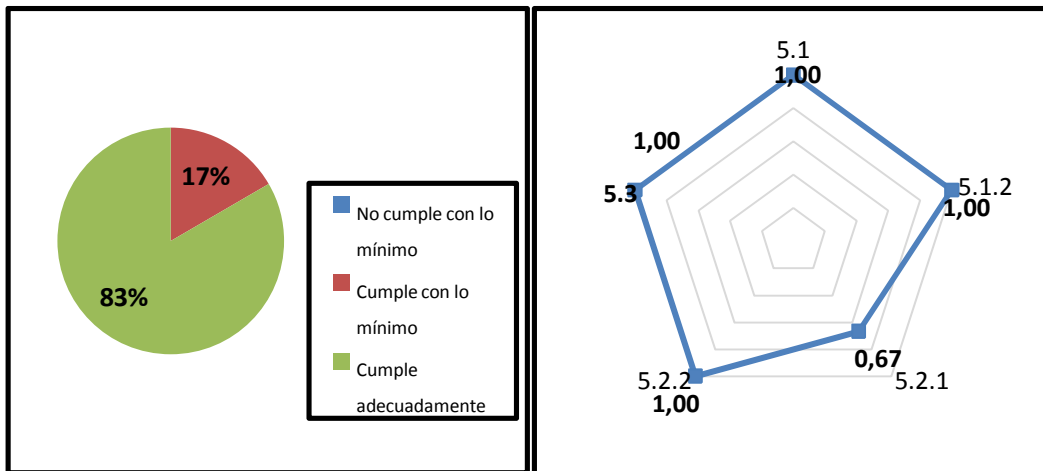 17%
83%
No cumple con lo
mínimo
Cumple con lo
mínimo
Cumple
adecuadamente
5.1
1,00
1,00
5.3
5.1.2
1,00
0,67
5.2.1
5.2.2
1,00